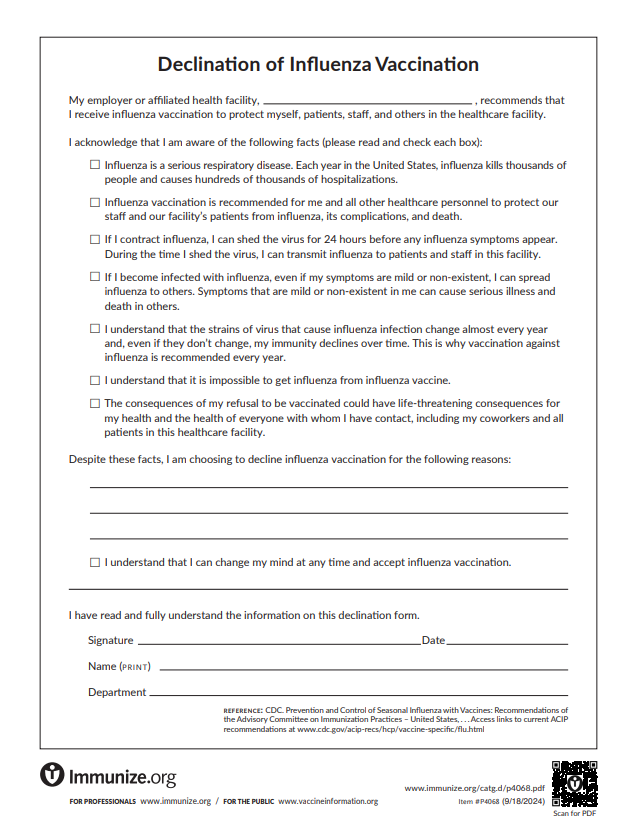 Declination of Influenza Vaccination
My employer or affiliated health facility, , recommends that
I receive influenza vaccination to protect myself, patients, staff, and others in the healthcare facility.
I acknowledge that I am aware of the following facts (please read and check each box):
Influenza is a serious respiratory disease. Each year in the United States, influenza kills thousands of
people and causes hundreds of thousands of hospitalizations.
Influenza vaccination is recommended for me and all other healthcare personnel to protect our
staff and our facility's patients from influenza, its complications, and death.
If I contract influenza, I can shed the virus for 24 hours before any influenza symptoms appear.
During the time I shed the virus, I can transmit influenza to patients and staff in this facility.
If I become infected with influenza, even if my symptoms are mild or non-existent, I can spread
influenza to others. Symptoms that are mild or non-existent in me can cause serious illness and
death in others.
I understand that the strains of virus that cause influenza infection change almost every year
and, even if they don't change, my immunity declines over time. This is why vaccination against
influenza is recommended every year.
I understand that it is impossible to get influenza from influenza vaccine.
The consequences of my refusal to be vaccinated could have life-threatening consequences for
my health and the health of everyone with whom I have contact, including my coworkers and all
patients in this healthcare facility.
Despite these facts, I am choosing to decline influenza vaccination for the following reasons:
I understand that I can change my mind at any time and accept influenza vaccination.
I have read and fully understand the information on this declination form.
Signature Date
Name (PRINT)
Department
REFERENCE: CDC. Prevention and Control of Seasonal Influenza with Vaccines: Recommendations of
the Advisory Committee on Immunization Practices – United States, . . . Access links to current ACIP
recommendations at www.cdc.gov/acip-recs/hcp/vaccine-specific/flu.html
Immunize.org
FOR PROFESSIONALS www.immunize.org / FOR THE PUBLIC www.vaccineinformation.org
www.immunize.org/catg.d/p4068.pdf
Item #P4068 (9/18/2024)
Scan for PDF